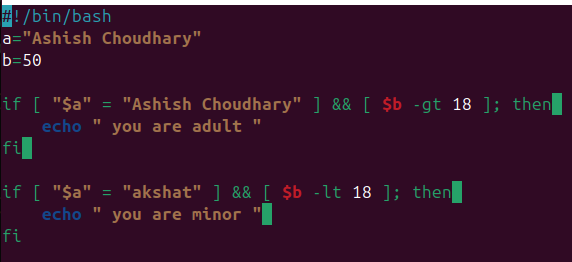 #!/bin/bash
a="Ashish Choudhary"
b=50
if [ "$a" = "Ashish Choudhary" ] && [ $b -gt 18 ]; then
    echo " you are adult "
fi
if [ "$a" = "akshat" ] && [ $b -lt 18 ]; then
    echo " you are minor "
fi